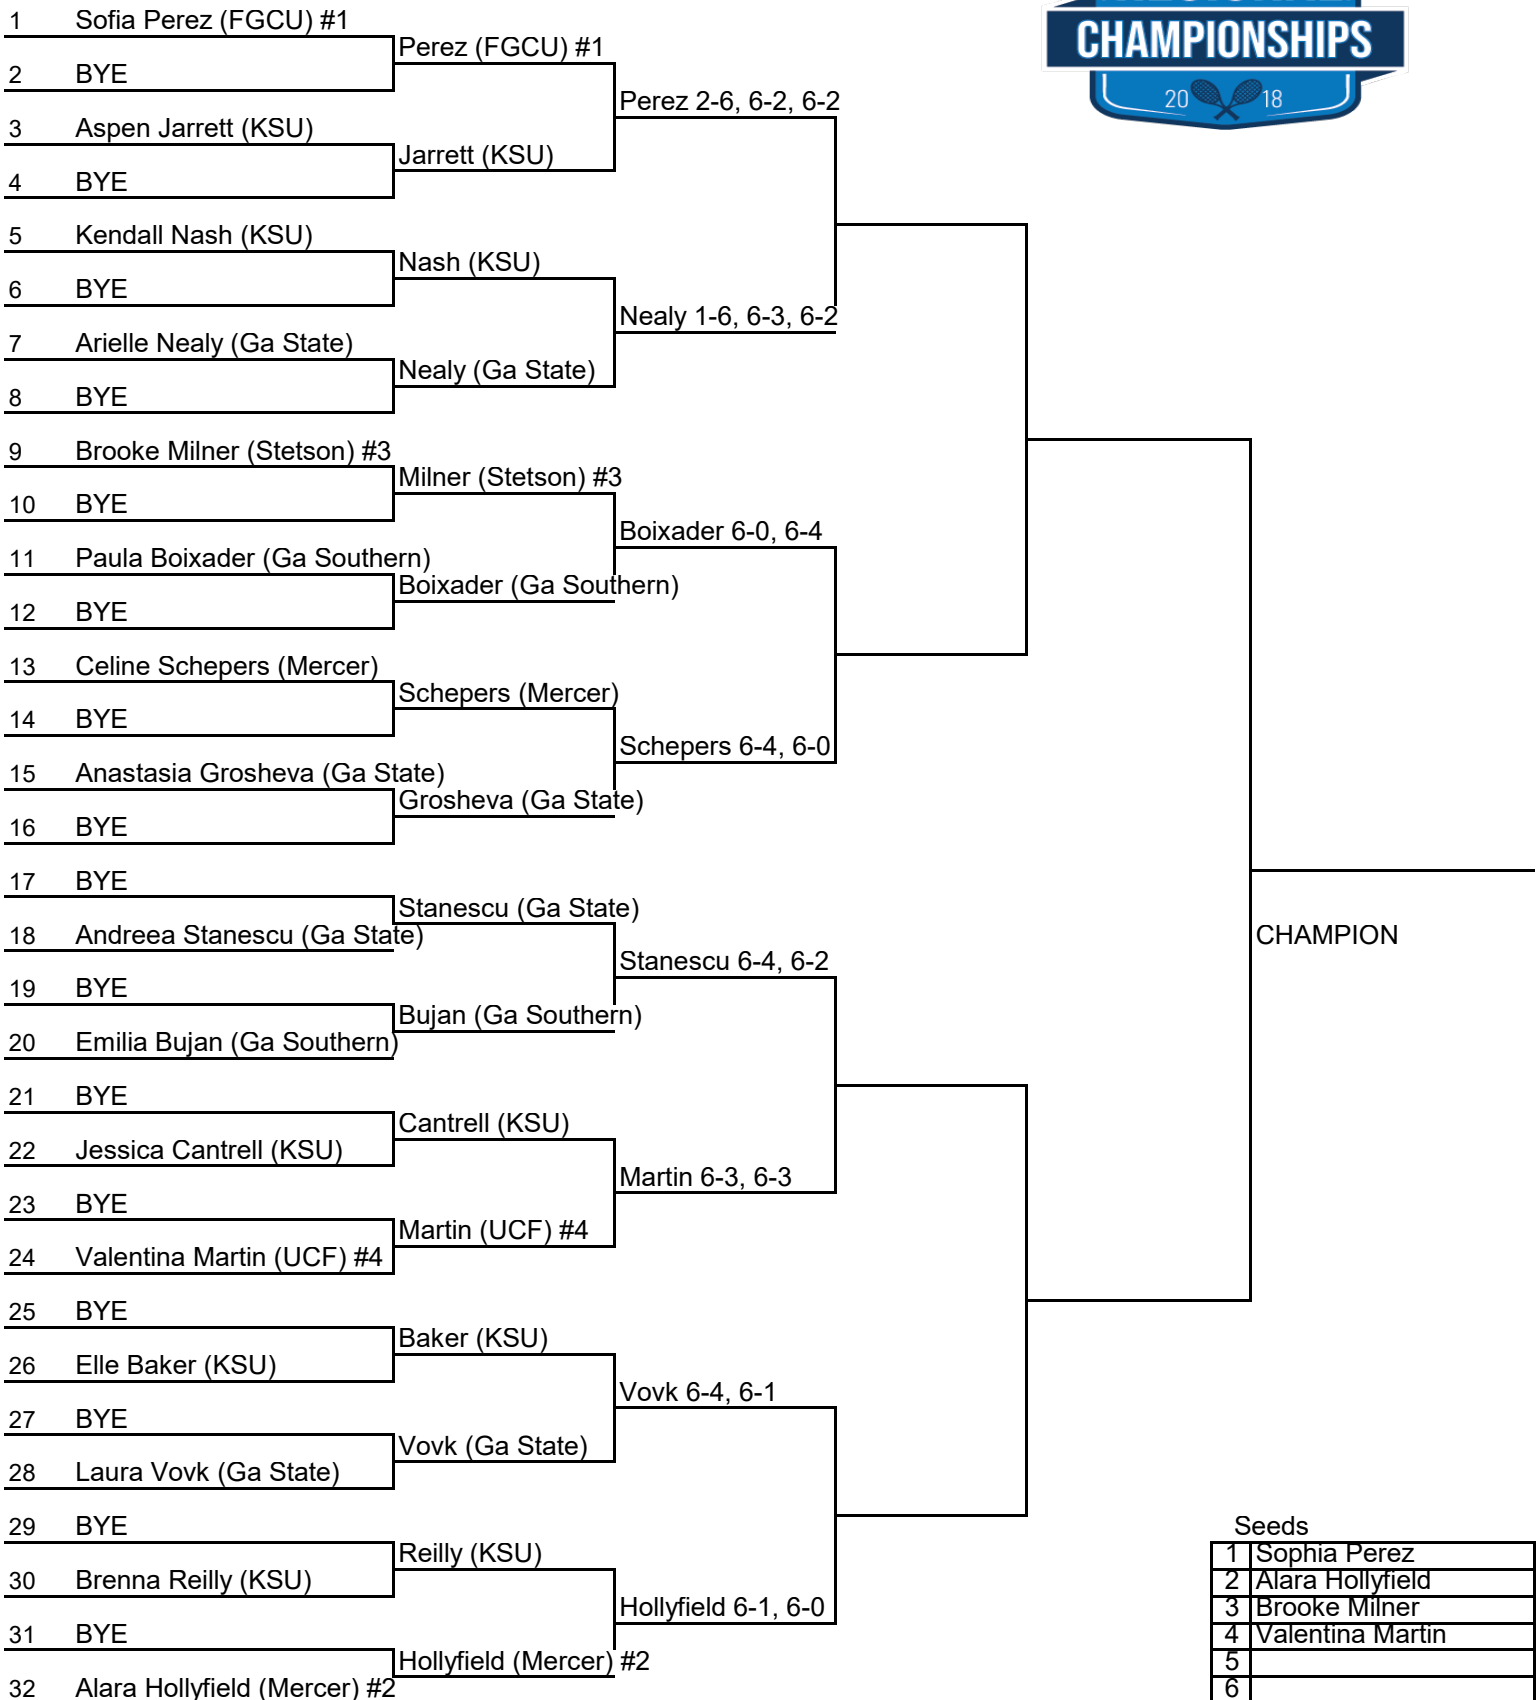 1 Sofia Perez (FGCU) #1
Perez (FGCU) #1
2 BYE
Perez 2-6, 6-2, 6-2
3 Aspen Jarrett (KSU)
Jarrett (KSU)
4 BYE
5 Kendall Nash (KSU)
Nash (KSU)
6 BYE
Nealy 1-6, 6-3, 6-2
7 Arielle Nealy (Ga State)
Nealy (Ga State)
8 BYE
9 Brooke Milner (Stetson) #3
Milner (Stetson) #3
10 BYE
Boixader 6-0, 6-4
11 Paula Boixader (Ga Southern)
Boixader (Ga Southern)
12 BYE
13 Celine Schepers (Mercer)
Schepers (Mercer)
14 BYE
Schepers 6-4, 6-0
15 Anastasia Grosheva (Ga State)
Grosheva (Ga State)
16 BYE
17 BYE
Stanescu (Ga State)
18 Andreea Stanescu (Ga State)
Stanescu 6-4, 6-2
19 BYE
Bujan (Ga Southern)
20 Emilia Bujan (Ga Southern)
21 BYE
Cantrell (KSU)
22 Jessica Cantrell (KSU)
Martin 6-3, 6-3
23 BYE
Martin (UCF) #4
24 Valentina Martin (UCF) #4
25 BYE
Baker (KSU)
26 Elle Baker (KSU)
Vovk 6-4, 6-1
27 BYE
Vovk (Ga State)
28 Laura Vovk (Ga State)
29 BYE
Reilly (KSU)
30 Brenna Reilly (KSU)
Hollyfield 6-1, 6-0
31 BYE
Hollyfield (Mercer) #2
32 Alara Hollyfield (Mercer) #2
CHAMPIONSHIPS
20 18
CHAMPION
Seeds
1 Sophia Perez
2 Alara Hollyfield
3 Brooke Milner
4 Valentina Martin
5
6